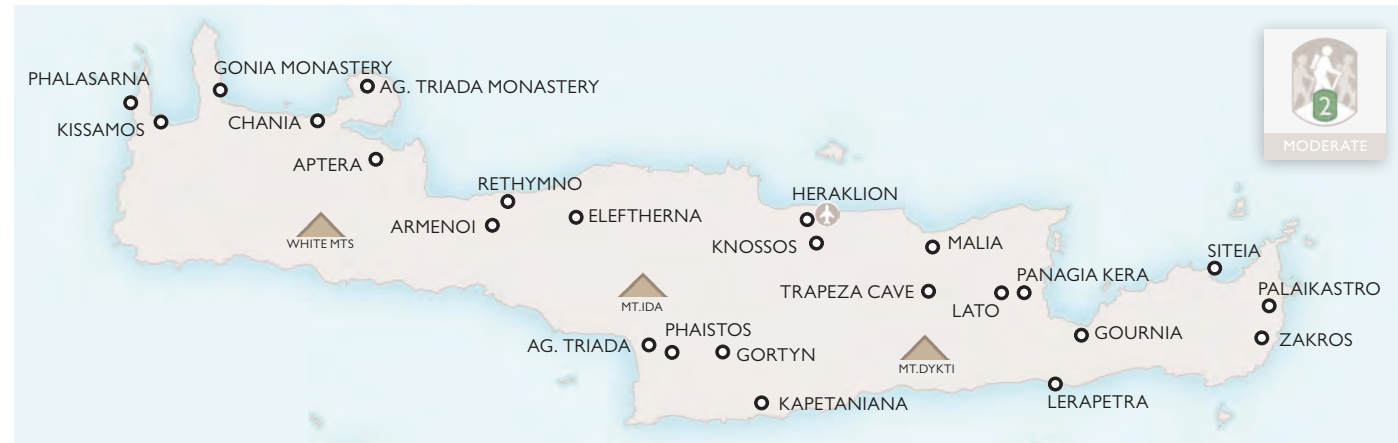 GONIA MONASTERY
PHALASARNA
AG. TRIADA MONASTERY
KISSAMOS
CHANIA
2
MODERATE
APTERA
RETHYMNO
HERAKLION
ARMENOI
ELEFTHERNA
WHITE MTS
KNOSSOS
MALIA
SITEIA
PANAGIA KERA
TRAPEZA CAVE
PALAIKASTRO
MT.IDA
LATO
PHAISTOS
GOURNIA
AG. TRIADA
GORTYN
ZAKROS
MT.DYKTI
KAPETANIANA
LERAPETRA